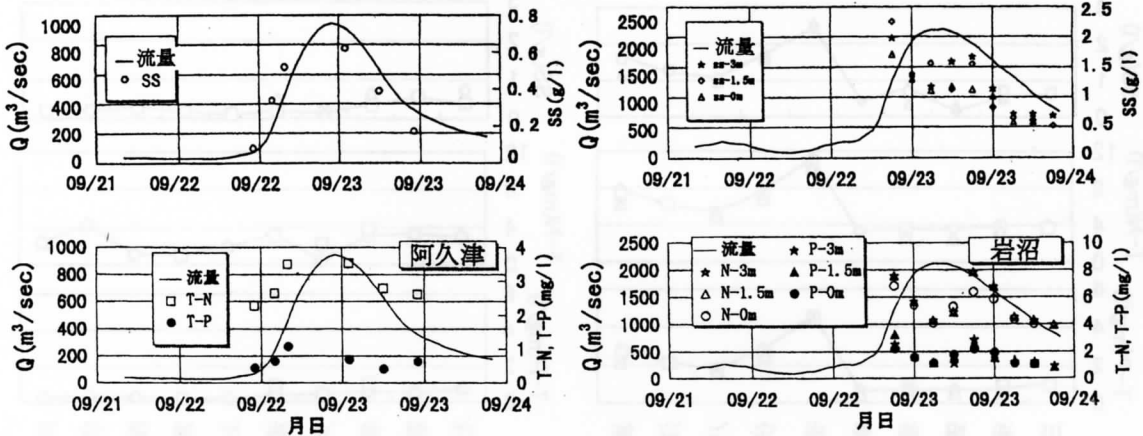 Q(m³/sec)
1000
800
600
400
200
0
流量
SS
0.8
0.6
0.4
0.2
0
SS(g/l)
09/21 09/22 09/22 09/23 09/23 09/24
Q(m³/sec)
2500
2000
1500
1000
500
0
流量
ss-3m
ss-1.5m
ss-0m
2.5
2
1.5
1
0.5
0
SS(g/l)
09/21 09/22 09/22 09/23 09/23 09/24
Q(m³/sec)
1000
800
600
400
200
0
流量
T-N
T-P
阿久津
4
3
2
1
0
T-N, T-P(mg/l)
09/21 09/22 09/22 09/23 09/23 09/24
月日
Q(m³/sec)
2500
2000
1500
1000
500
0
流量
N-3m
N-1.5m
N-0m
P-3m
P-1.5m
P-0m
岩沼
10
8
6
4
2
0
T-N, T-P(mg/l)
09/21 09/22 09/22 09/23 09/23 09/24
月日